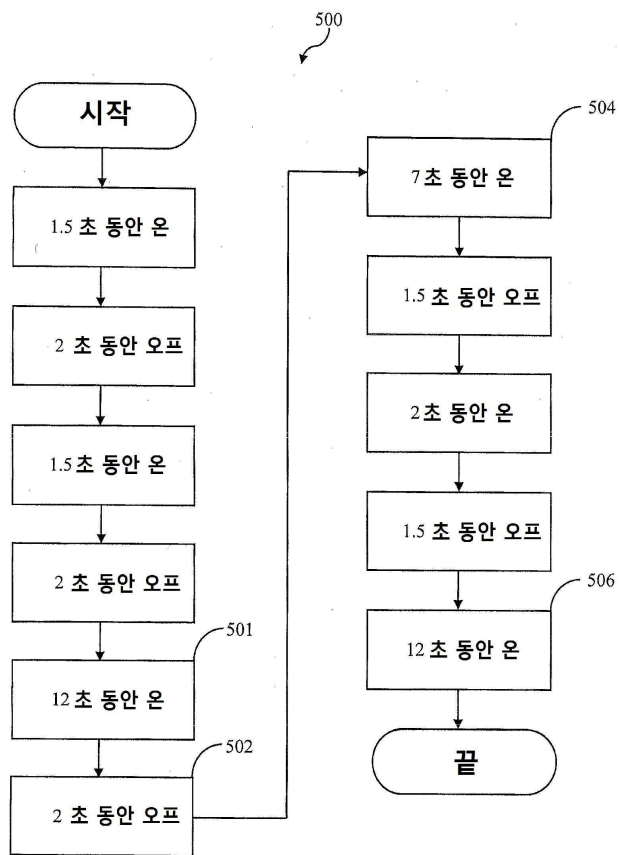 500
시작
1.5 초 동안 온
2 초 동안 오프
1.5 초 동안 온
2 초 동안 오프
501
12 초 동안 온
502
2 초 동안 오프
504
7 초 동안 온
1.5 초 동안 오프
2 초 동안 온
1.5 초 동안 오프
506
12 초 동안 온
끝